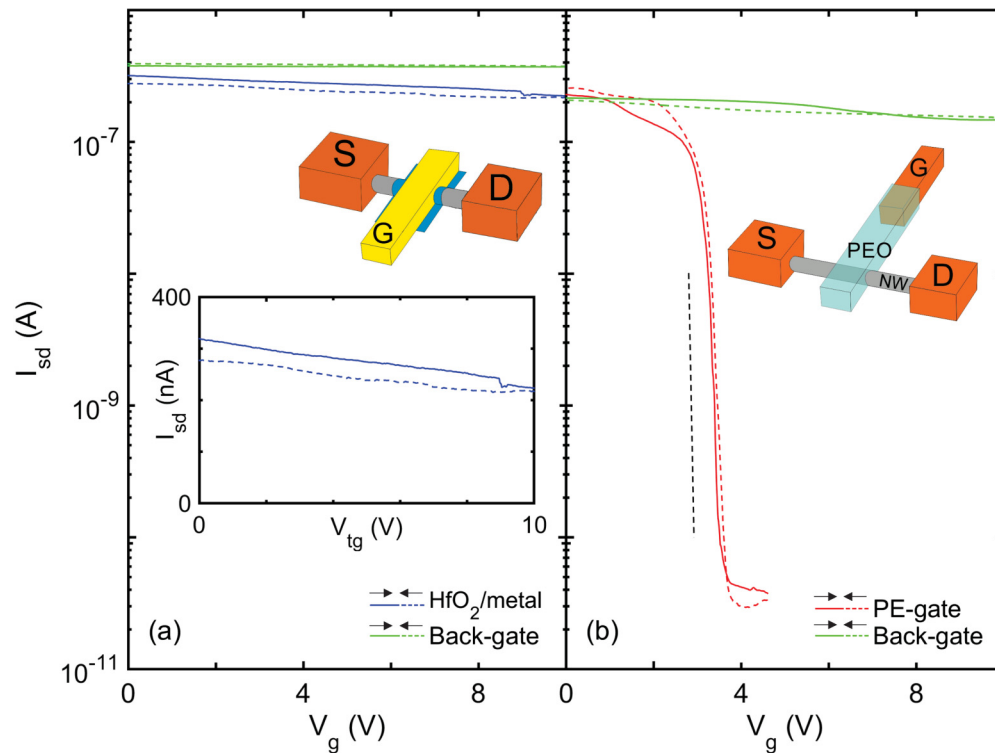 I_sd (A)
10^-7
10^-9
10^-11
S
D
G
400
I_sd (nA)
0
0
10
V_tg (V)
HfO_2/metal
Back-gate
(a)
0
4
8
V_g (V)
G
S
PEO
NW
D
PE-gate
Back-gate
(b)
0
4
8
V_g (V)